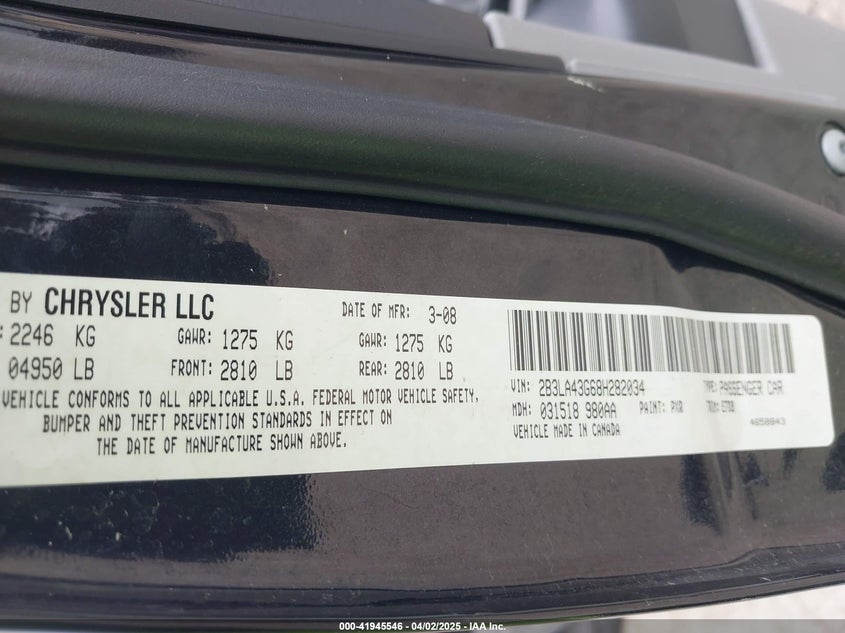 BY CHRYSLER LLC DATE OF MFR: 3-08
: 2246 KG GAWR: 1275 KG GAWR: 1275 KG
04950 LB FRONT: 2810 LB REAR: 2810 LB
VEHICLE CONFORMS TO ALL APPLICABLE U.S.A. FEDERAL MOTOR VEHICLE SAFETY,
BUMPER AND THEFT PREVENTION STANDARDS IN EFFECT ON
THE DATE OF MANUFACTURE SHOWN ABOVE.
VIN: 2B3LA43G68H282034 TYPE: PASSENGER CAR
MDH: 031518 980AA PAINT: PXR TRIM: E7DB
VEHICLE MADE IN CANADA 4658843
000-41945546 - 04/02/2025 - IAA Inc.